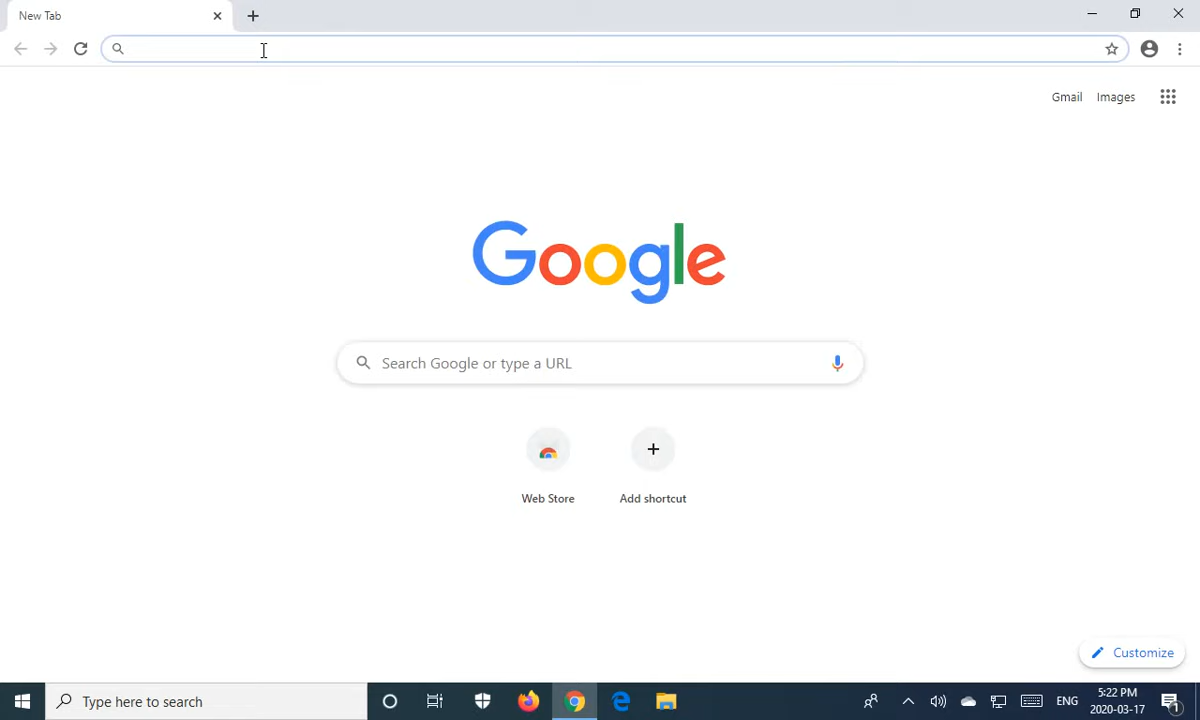 New Tab
Gmail Images
Google
Search Google or type a URL
Web Store Add shortcut
Customize
Type here to search
ENG
5:22 PM
2020-03-17
1